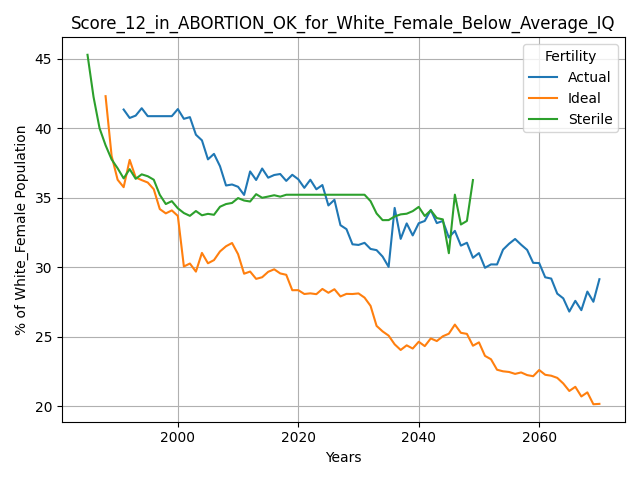 Score_12_in_ABORTION_OK_for_White_Female_Below_Average_IQ
% of White_Female Population
45
40
35
30
25
20
2000
2020
2040
2060
Years
Fertility
Actual
Ideal
Sterile